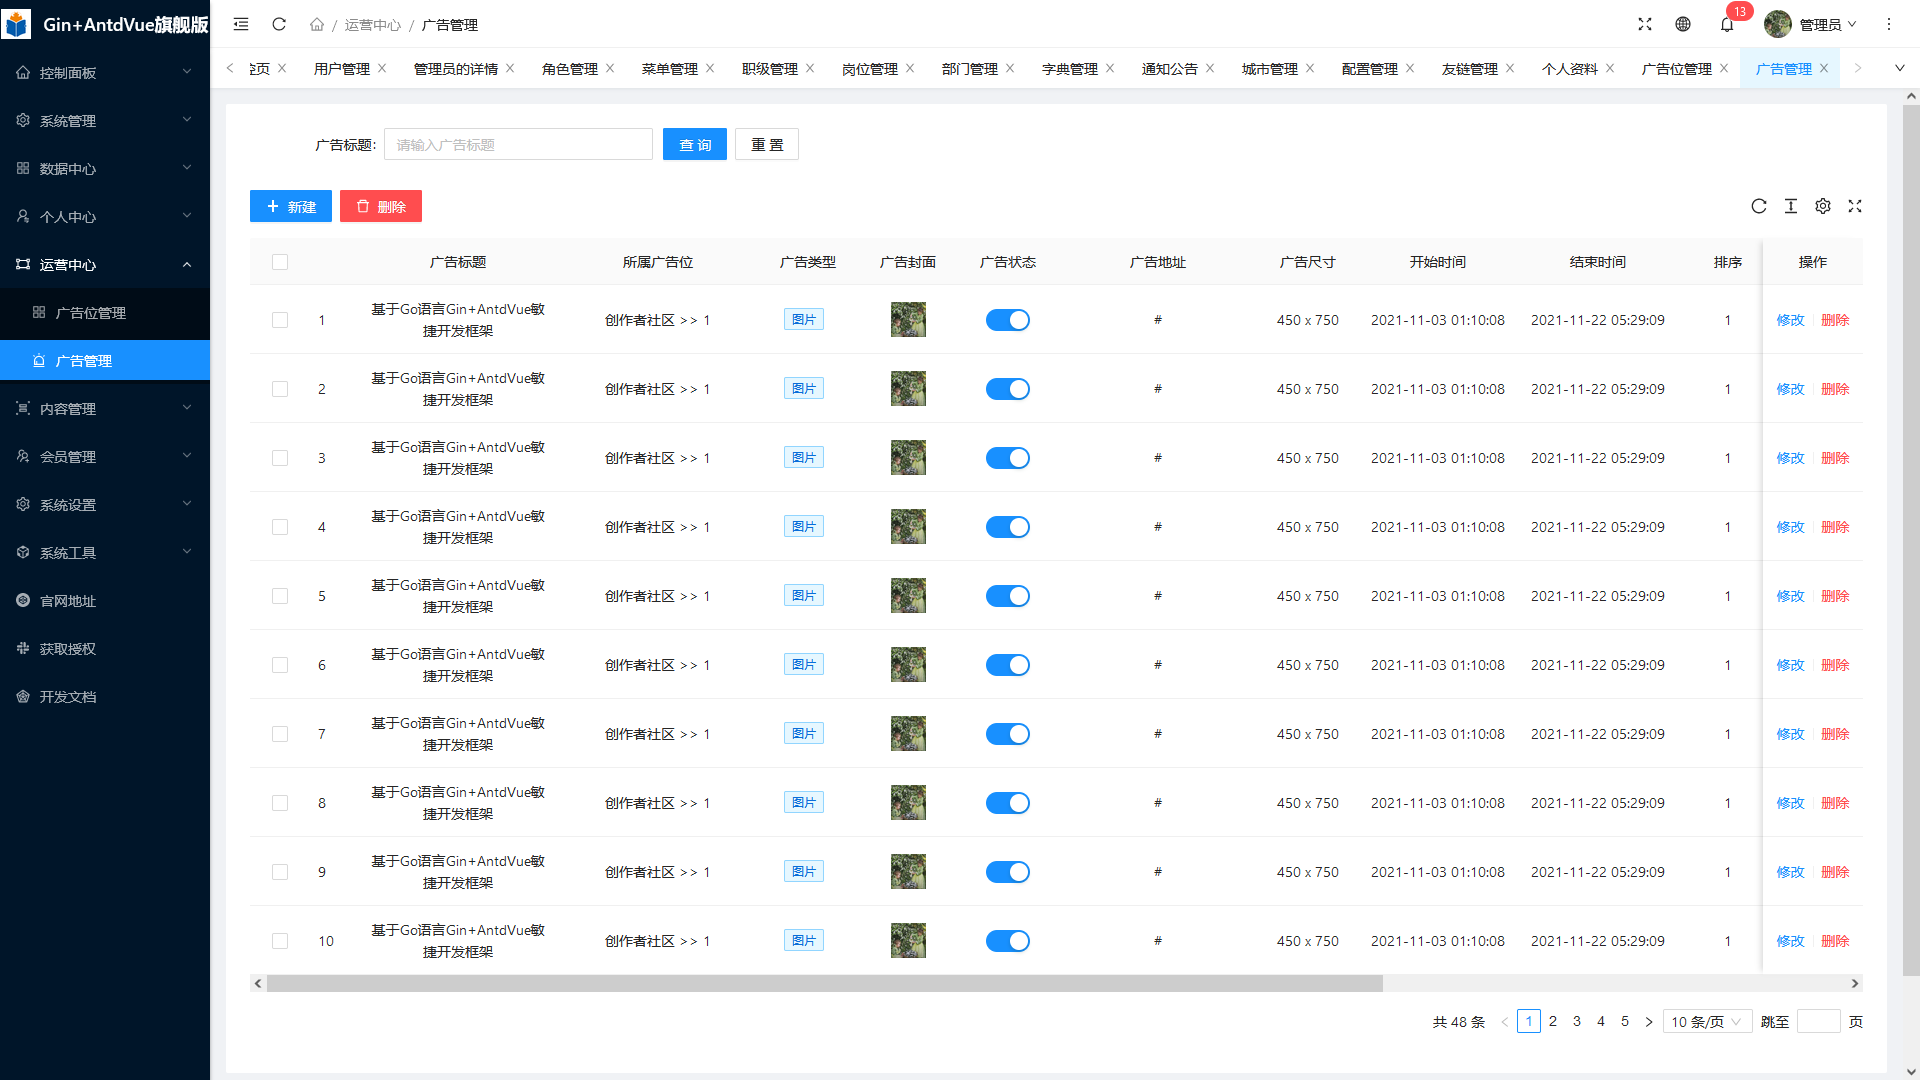 Gin+AntdVue旗舰版
控制面板
系统管理
数据中心
个人中心
运营中心
广告位管理
广告管理
内容管理
会员管理
系统设置
系统工具
官网地址
获取授权
开发文档
/ 运营中心 / 广告管理
13
管理员
用户管理 管理员的详情 角色管理 菜单管理 职级管理 岗位管理 部门管理 字典管理 通知公告 城市管理 配置管理 友链管理 个人资料 广告位管理 广告管理
广告标题: 请输入广告标题 查 询 重 置
新建 删除
广告标题 所属广告位 广告类型 广告封面 广告状态 广告地址 广告尺寸 开始时间 结束时间 排序 操作
1 基于Go语言Gin+AntdVue敏捷开发框架 创作者社区 >> 1 图片 # 450 x 750 2021-11-03 01:10:08 2021-11-22 05:29:09 1 修改 删除
2 基于Go语言Gin+AntdVue敏捷开发框架 创作者社区 >> 1 图片 # 450 x 750 2021-11-03 01:10:08 2021-11-22 05:29:09 1 修改 删除
3 基于Go语言Gin+AntdVue敏捷开发框架 创作者社区 >> 1 图片 # 450 x 750 2021-11-03 01:10:08 2021-11-22 05:29:09 1 修改 删除
4 基于Go语言Gin+AntdVue敏捷开发框架 创作者社区 >> 1 图片 # 450 x 750 2021-11-03 01:10:08 2021-11-22 05:29:09 1 修改 删除
5 基于Go语言Gin+AntdVue敏捷开发框架 创作者社区 >> 1 图片 # 450 x 750 2021-11-03 01:10:08 2021-11-22 05:29:09 1 修改 删除
6 基于Go语言Gin+AntdVue敏捷开发框架 创作者社区 >> 1 图片 # 450 x 750 2021-11-03 01:10:08 2021-11-22 05:29:09 1 修改 删除
7 基于Go语言Gin+AntdVue敏捷开发框架 创作者社区 >> 1 图片 # 450 x 750 2021-11-03 01:10:08 2021-11-22 05:29:09 1 修改 删除
8 基于Go语言Gin+AntdVue敏捷开发框架 创作者社区 >> 1 图片 # 450 x 750 2021-11-03 01:10:08 2021-11-22 05:29:09 1 修改 删除
9 基于Go语言Gin+AntdVue敏捷开发框架 创作者社区 >> 1 图片 # 450 x 750 2021-11-03 01:10:08 2021-11-22 05:29:09 1 修改 删除
10 基于Go语言Gin+AntdVue敏捷开发框架 创作者社区 >> 1 图片 # 450 x 750 2021-11-03 01:10:08 2021-11-22 05:29:09 1 修改 删除
共 48 条 1 2 3 4 5 10 条/页 跳至 页